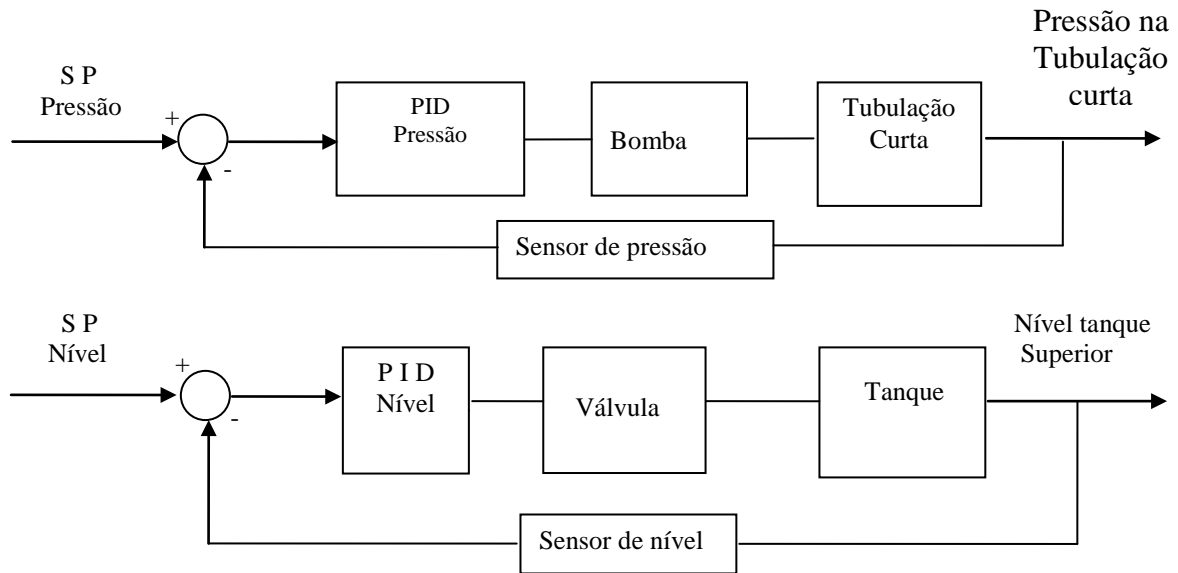 Pressão na
Tubulação
curta
S P
Pressão
+
-
PID
Pressão
Bomba
Tubulação
Curta
Sensor de pressão
S P
Nível
+
-
P I D
Nível
Válvula
Tanque
Nível tanque
Superior
Sensor de nível